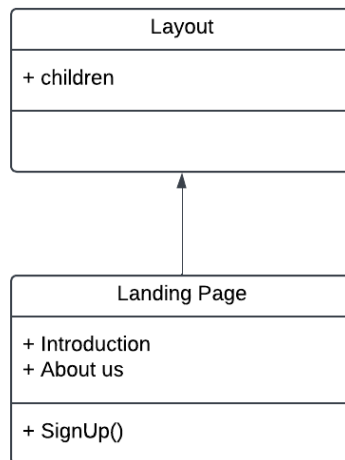 Layout
+ children
Landing Page
+ Introduction
+ About us
+ SignUp()